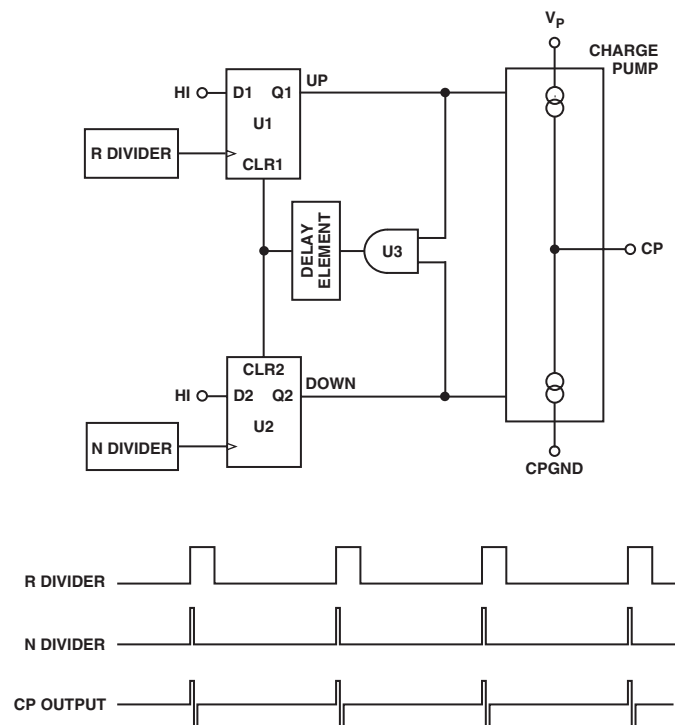 VP
CHARGE
PUMP
UP
HI
D1
Q1
U1
R DIVIDER
CLR1
DELAY
ELEMENT
U3
CP
CLR2
DOWN
HI
D2
Q2
U2
N DIVIDER
CPGND
R DIVIDER
N DIVIDER
CP OUTPUT